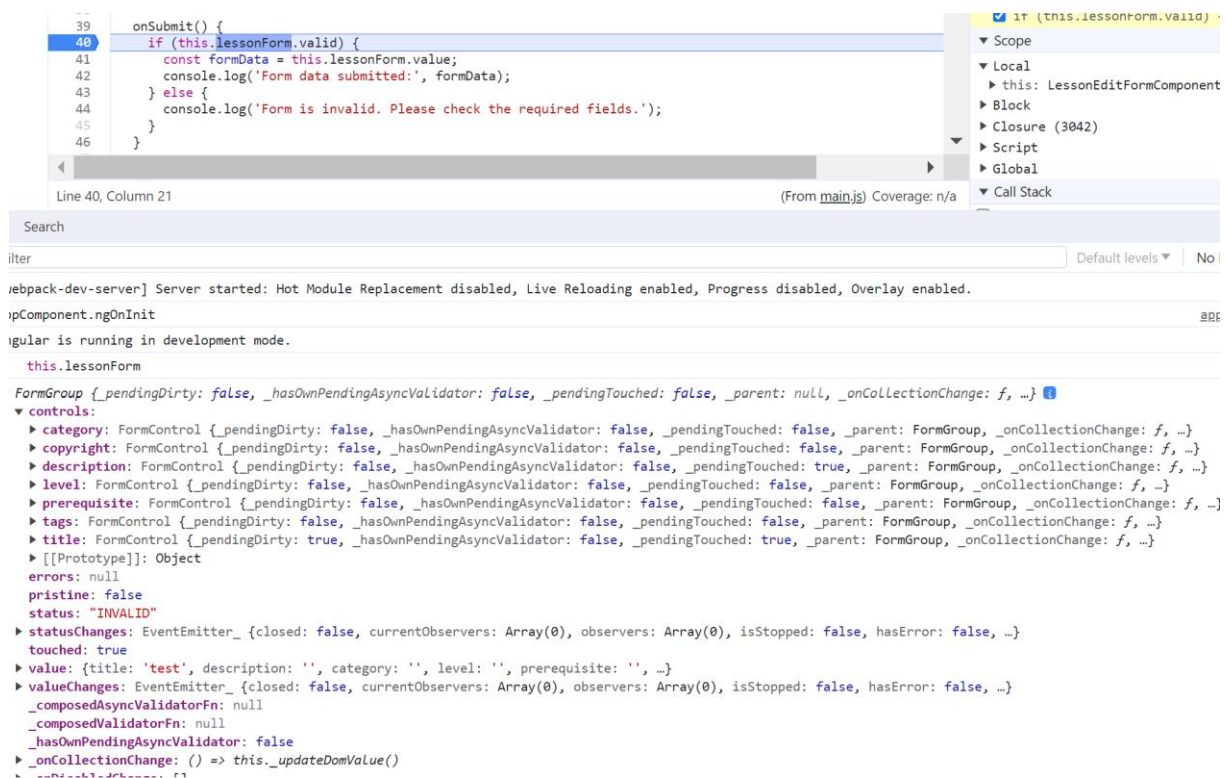 39 onSubmit() {
40 if (this.lessonForm.valid) {
41 const formData = this.lessonForm.value;
42 console.log('Form data submitted:', formData);
43 } else {
44 console.log('Form is invalid. Please check the required fields.');
45 }
46 }
Line 40, Column 21 (From main.js) Coverage: n/a
if (this.lessonForm.valid)
Scope
Local
this: LessonEditFormComponent
Block
Closure (3042)
Script
Global
Call Stack
Search
Default levels No
] Server started: Hot Module Replacement disabled, Live Reloading enabled, Progress disabled, Overlay enabled.
is running in development mode.
this.lessonForm
FormGroup {_pendingDirty: false, _hasOwnPendingAsyncValidator: false, _pendingTouched: false, _parent: null, _onCollectionChange: ƒ, …}
controls:
category: FormControl {_pendingDirty: false, _hasOwnPendingAsyncValidator: false, _pendingTouched: false, _parent: FormGroup, _onCollectionChange: ƒ, …}
copyright: FormControl {_pendingDirty: false, _hasOwnPendingAsyncValidator: false, _pendingTouched: false, _parent: FormGroup, _onCollectionChange: ƒ, …}
description: FormControl {_pendingDirty: false, _hasOwnPendingAsyncValidator: false, _pendingTouched: true, _parent: FormGroup, _onCollectionChange: ƒ, …}
level: FormControl {_pendingDirty: false, _hasOwnPendingAsyncValidator: false, _pendingTouched: false, _parent: FormGroup, _onCollectionChange: ƒ, …}
prerequisite: FormControl {_pendingDirty: false, _hasOwnPendingAsyncValidator: false, _pendingTouched: false, _parent: FormGroup, _onCollectionChange: ƒ, …}
tags: FormControl {_pendingDirty: false, _hasOwnPendingAsyncValidator: false, _pendingTouched: false, _parent: FormGroup, _onCollectionChange: ƒ, …}
title: FormControl {_pendingDirty: true, _hasOwnPendingAsyncValidator: false, _pendingTouched: true, _parent: FormGroup, _onCollectionChange: ƒ, …}
[[Prototype]]: Object
errors: null
pristine: false
status: "INVALID"
statusChanges: EventEmitter_ {closed: false, currentObservers: Array(0), observers: Array(0), isStopped: false, hasError: false, …}
touched: true
value: {title: 'test', description: '', category: '', level: '', prerequisite: '', …}
valueChanges: EventEmitter_ {closed: false, currentObservers: Array(0), observers: Array(0), isStopped: false, hasError: false, …}
_composedAsyncValidatorFn: null
_composedValidatorFn: null
_hasOwnPendingAsyncValidator: false
_onCollectionChange: () => this._updateDomValue()